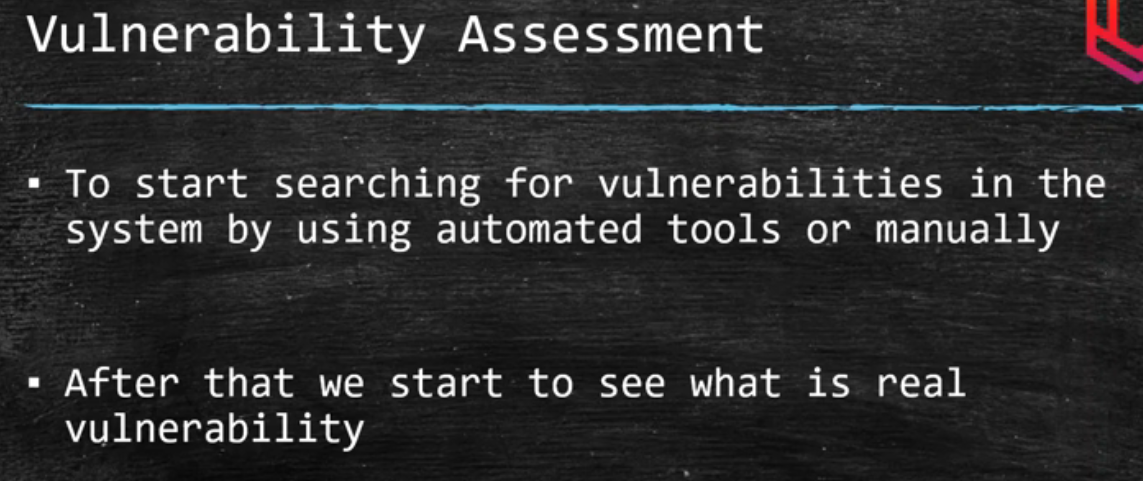 Vulnerability Assessment
▪ To start searching for vulnerabilities in the
system by using automated tools or manually
▪ After that we start to see what is real
vulnerability